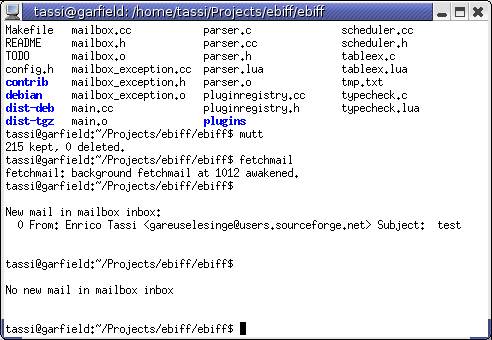 tassi@garfield: /home/tassi/Projects/ebiff/ebiff
Makefile mailbox.cc parser.c scheduler.cc
README mailbox.h parser.cc scheduler.h
TODO mailbox.o parser.h tableex.c
config.h mailbox_exception.cc parser.lua tableex.lua
contrib mailbox_exception.h parser.o tmp.txt
debian mailbox_exception.o pluginregistry.cc typecheck.c
dist-deb main.cc pluginregistry.h typecheck.lua
dist-tgz main.o plugins
tassi@garfield:~/Projects/ebiff/ebiff$ mutt
215 kept, 0 deleted.
tassi@garfield:~/Projects/ebiff/ebiff$ fetchmail
fetchmail: background fetchmail at 1012 awakened.
tassi@garfield:~/Projects/ebiff/ebiff$
New mail in mailbox inbox:
0 From: Enrico Tassi <gareuselesinge@users.sourceforge.net> Subject: test
tassi@garfield:~/Projects/ebiff/ebiff$
No new mail in mailbox inbox
tassi@garfield:~/Projects/ebiff/ebiff$